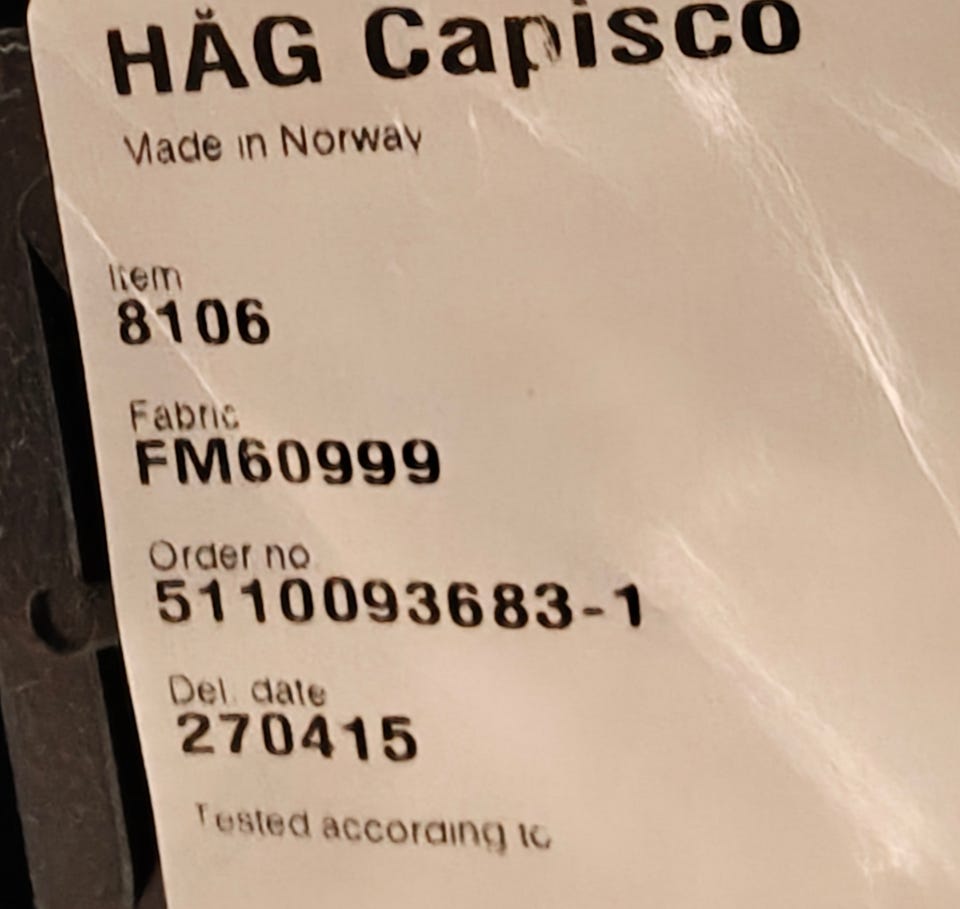 HÅG Capisco
Made in Norway
Item
8106
Fabric
FM60999
Order no
5110093683-1
Del. date
270415
Tested according to